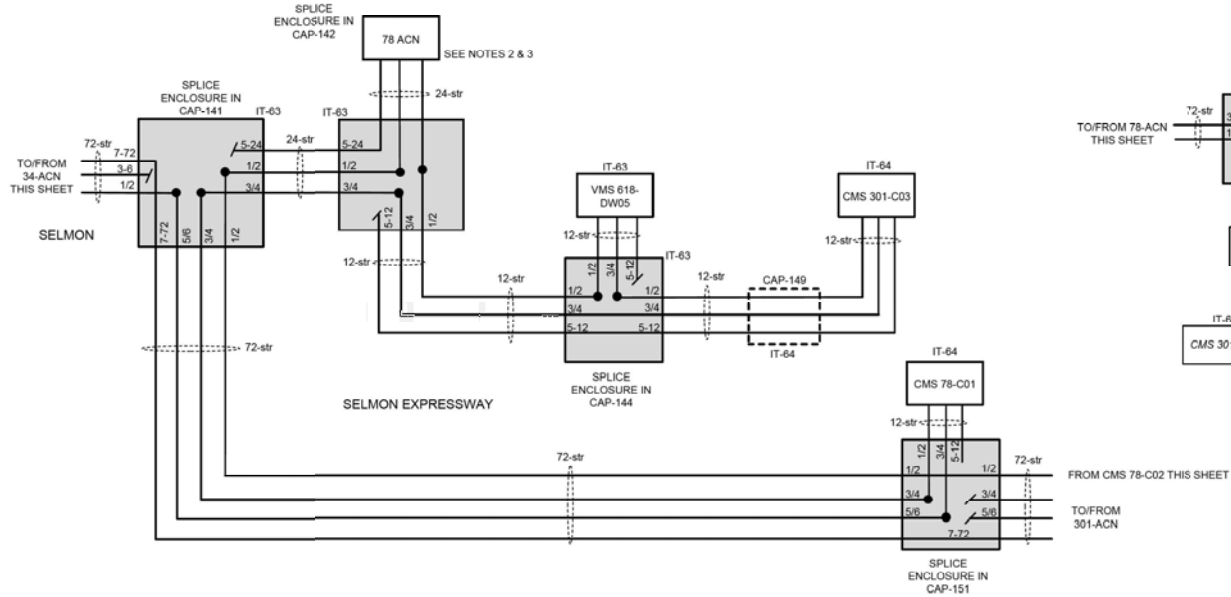 SPLICE
ENCLOSURE IN
CAP-142
78 ACN
SEE NOTES 2 & 3
24-str
SPLICE
ENCLOSURE IN
CAP-141
IT-63
IT-63
72-str
7-72
TO/FROM
34-ACN
THIS SHEET
3-6
1/2
5-24
1/2
3/4
24-str
5-24
1/2
3/4
7-72
5/6
3/4
1/2
5-12
3/4
1/2
SELMON
12-str
12-str
IT-63
VMS 618-
DW05
12-str
IT-63
1/2
3/4
5-12
1/2
3/4
5-12
1/2
3/4
5-12
12-str
SPLICE
ENCLOSURE IN
CAP-144
CAP-149
IT-64
IT-64
CMS 301-C03
12-str
72-str
SELMON EXPRESSWAY
IT-64
CMS 78-C01
12-str
1/2
3/4
5-12
72-str
1/2
3/4
5/6
1/2
3/4
5/6
7-72
72-str
FROM CMS 78-C02 THIS SHEET
TO/FROM
301-ACN
SPLICE
ENCLOSURE IN
CAP-151
72-str
TO/FROM 78-ACN
THIS SHEET
CMS 30